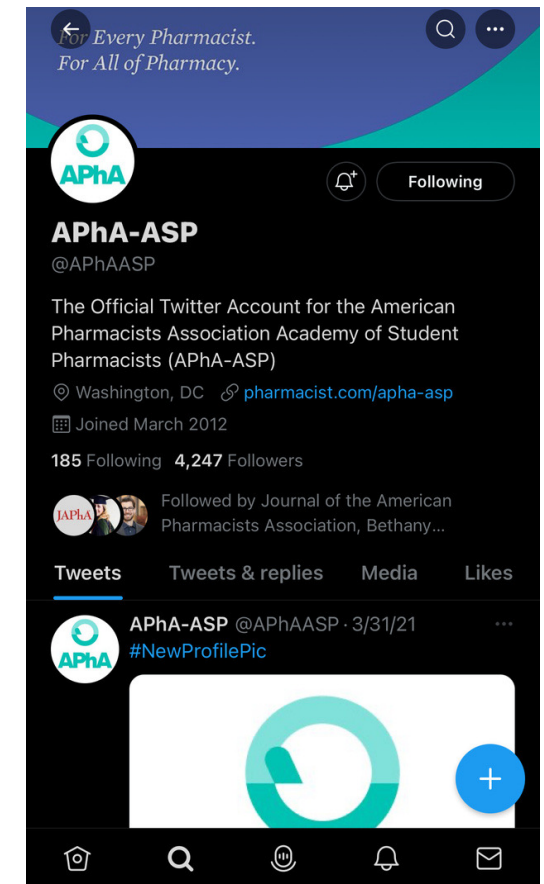 For Every Pharmacist.
For All of Pharmacy.
APhA
Following
APhA-ASP
@APhAASP
The Official Twitter Account for the American
Pharmacists Association Academy of Student
Pharmacists (APhA-ASP)
Washington, DC pharmacist.com/apha-asp
Joined March 2012
185 Following 4,247 Followers
JAPhA
Followed by Journal of the American
Pharmacists Association, Bethany...
Tweets Tweets & replies Media Likes
APhA-ASP @APhAASP · 3/31/21
APhA
#NewProfilePic